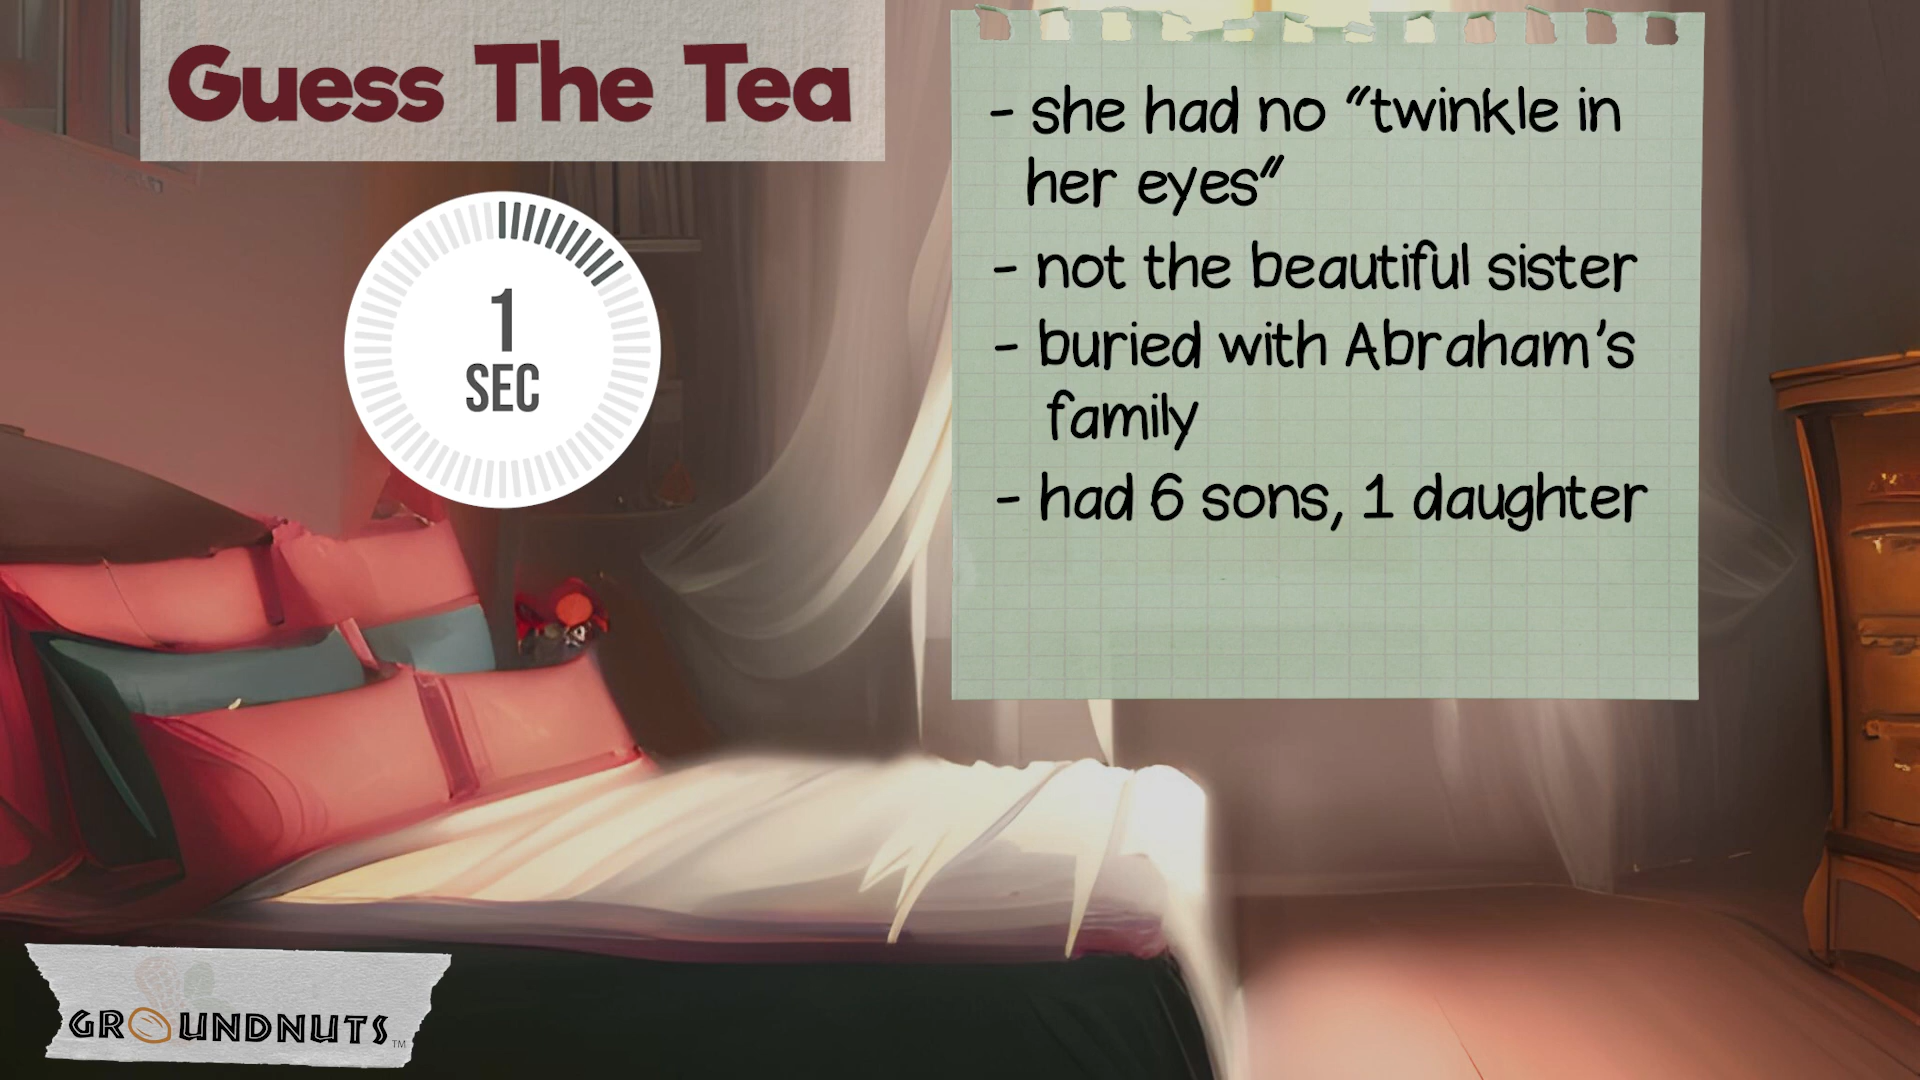 Guess The Tea
1
SEC
- she had no "twinkle in
her eyes"
- not the beautiful sister
- buried with Abraham's
family
- had 6 sons, 1 daughter
GROUNDNUTS TM